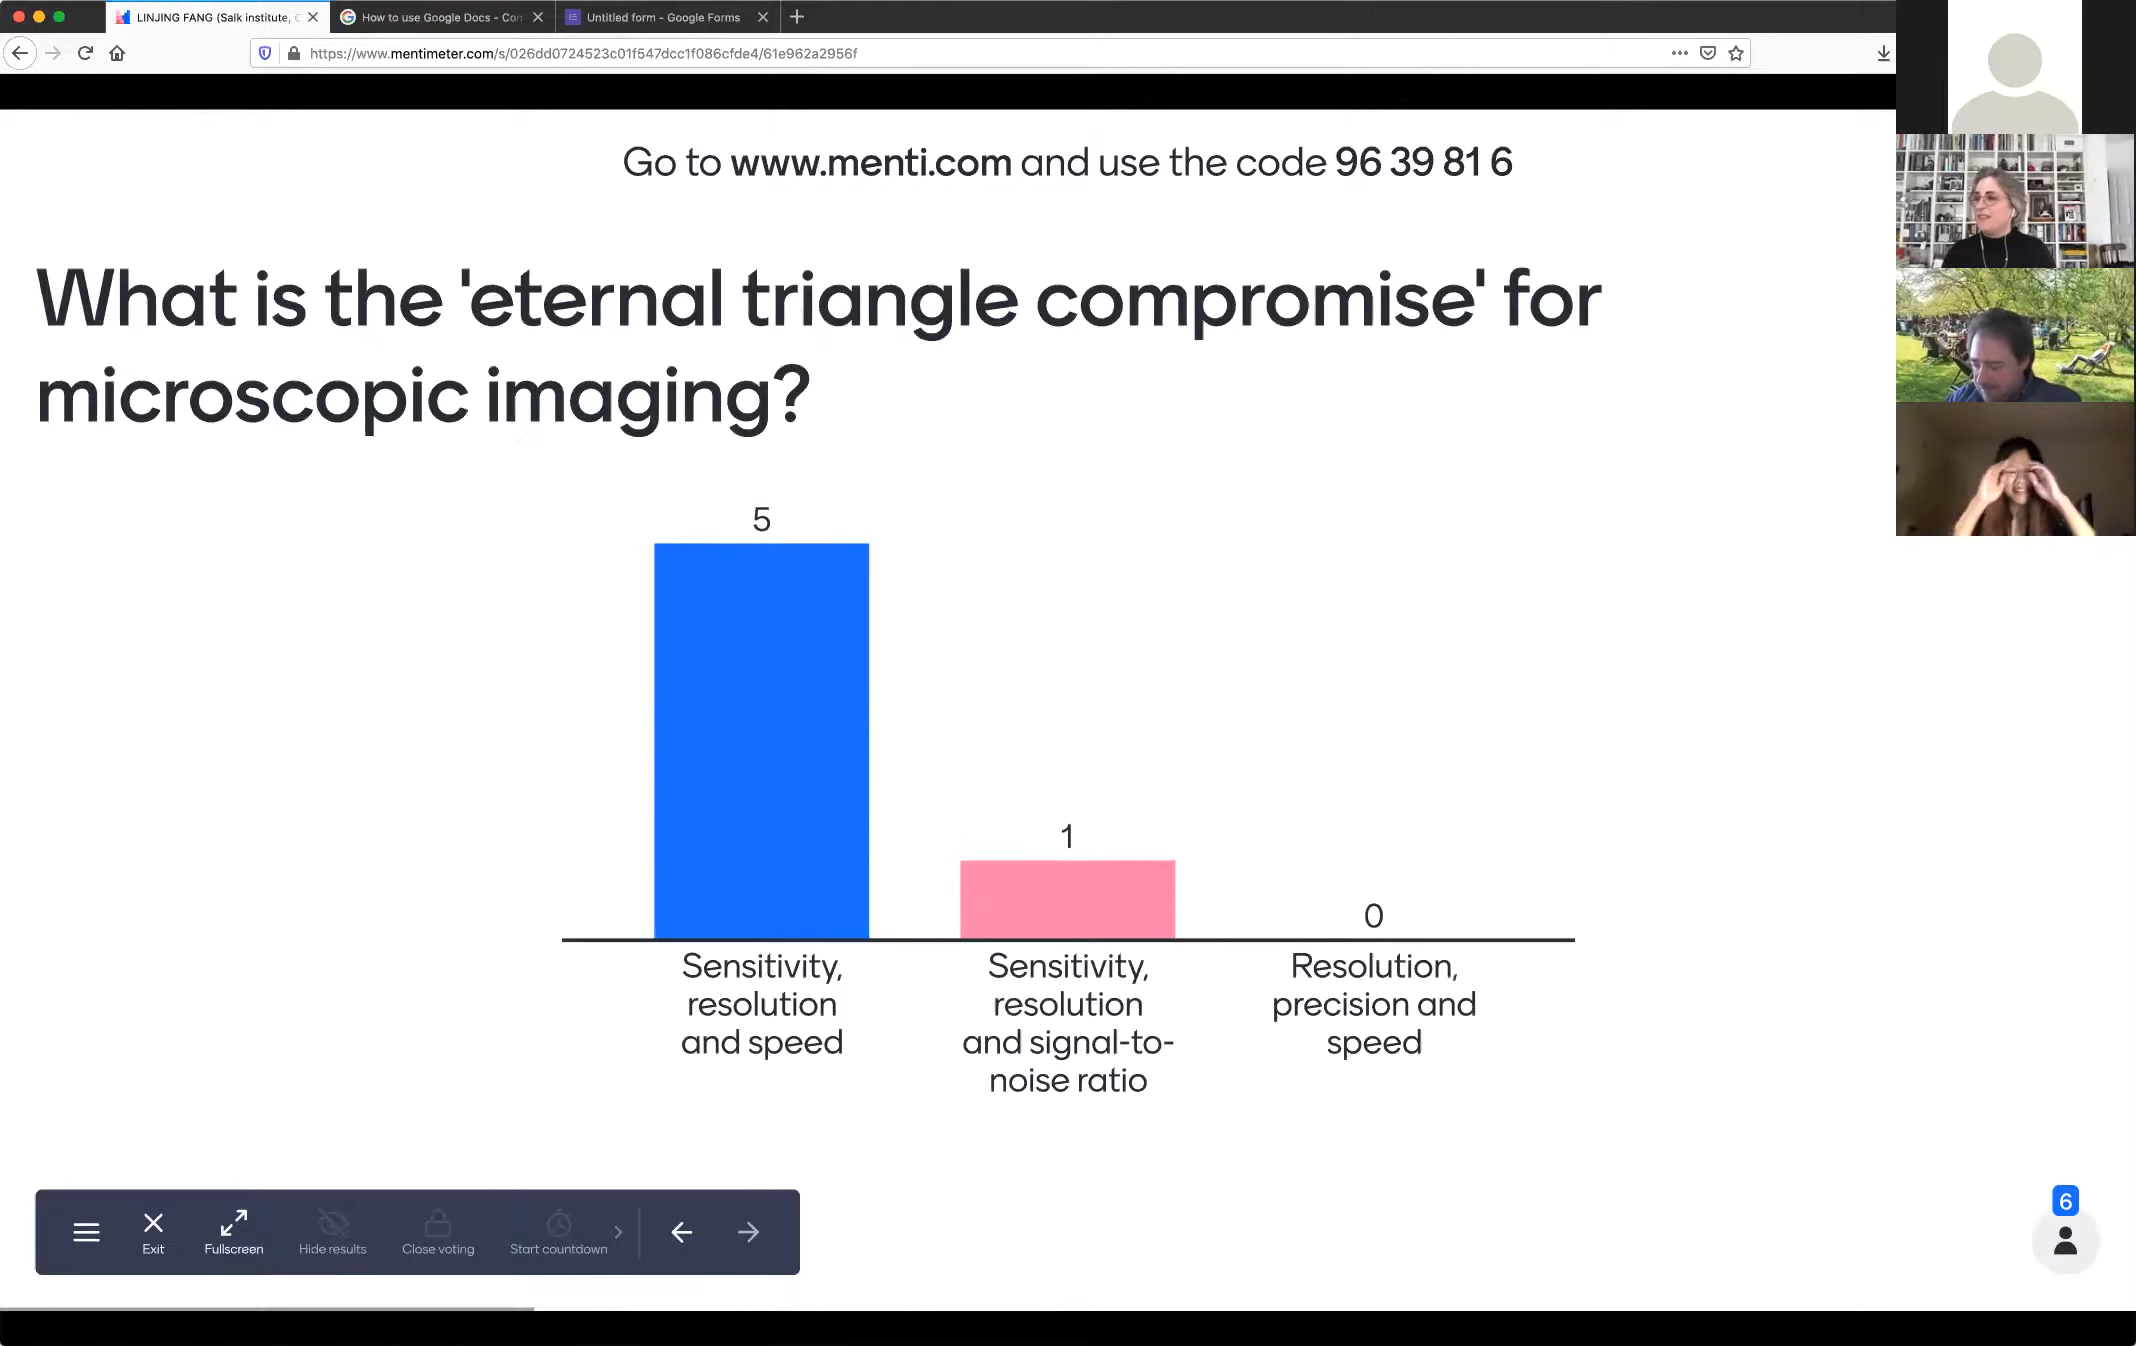 LINJING FANG (Salk institute, C
How to use Google Docs - Can
Untitled form - Google Forms
https://www.mentimeter.com/s/026dd0724523c01f547dcc1f086cfde4/61e962a2956f
Go to www.menti.com and use the code 96 39 81 6
What is the 'eternal triangle compromise' for
microscopic imaging?
5
1
0
Sensitivity,
resolution
and speed
Sensitivity,
resolution
and signal-to-
noise ratio
Resolution,
precision and
speed
Exit
Fullscreen
Hide results
Close voting
Start countdown
6